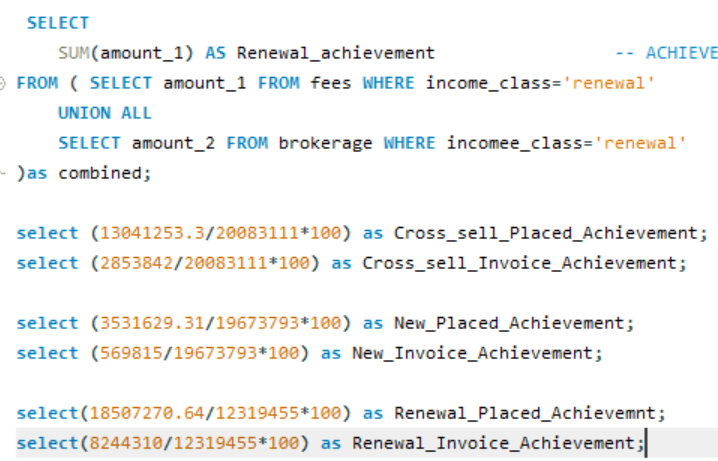 SELECT
SUM(amount_1) AS Renewal_achievement -- ACHIEVE
FROM ( SELECT amount_1 FROM fees WHERE income_class='renewal'
UNION ALL
SELECT amount_2 FROM brokerage WHERE incomee_class='renewal'
)as combined;
select (13041253.3/20083111*100) as Cross_sell_Placed_Achievement;
select (2853842/20083111*100) as Cross_sell_Invoice_Achievement;
select (3531629.31/19673793*100) as New_Placed_Achievement;
select (569815/19673793*100) as New_Invoice_Achievement;
select(18507270.64/12319455*100) as Renewal_Placed_Achievemnt;
select(8244310/12319455*100) as Renewal_Invoice_Achievement;